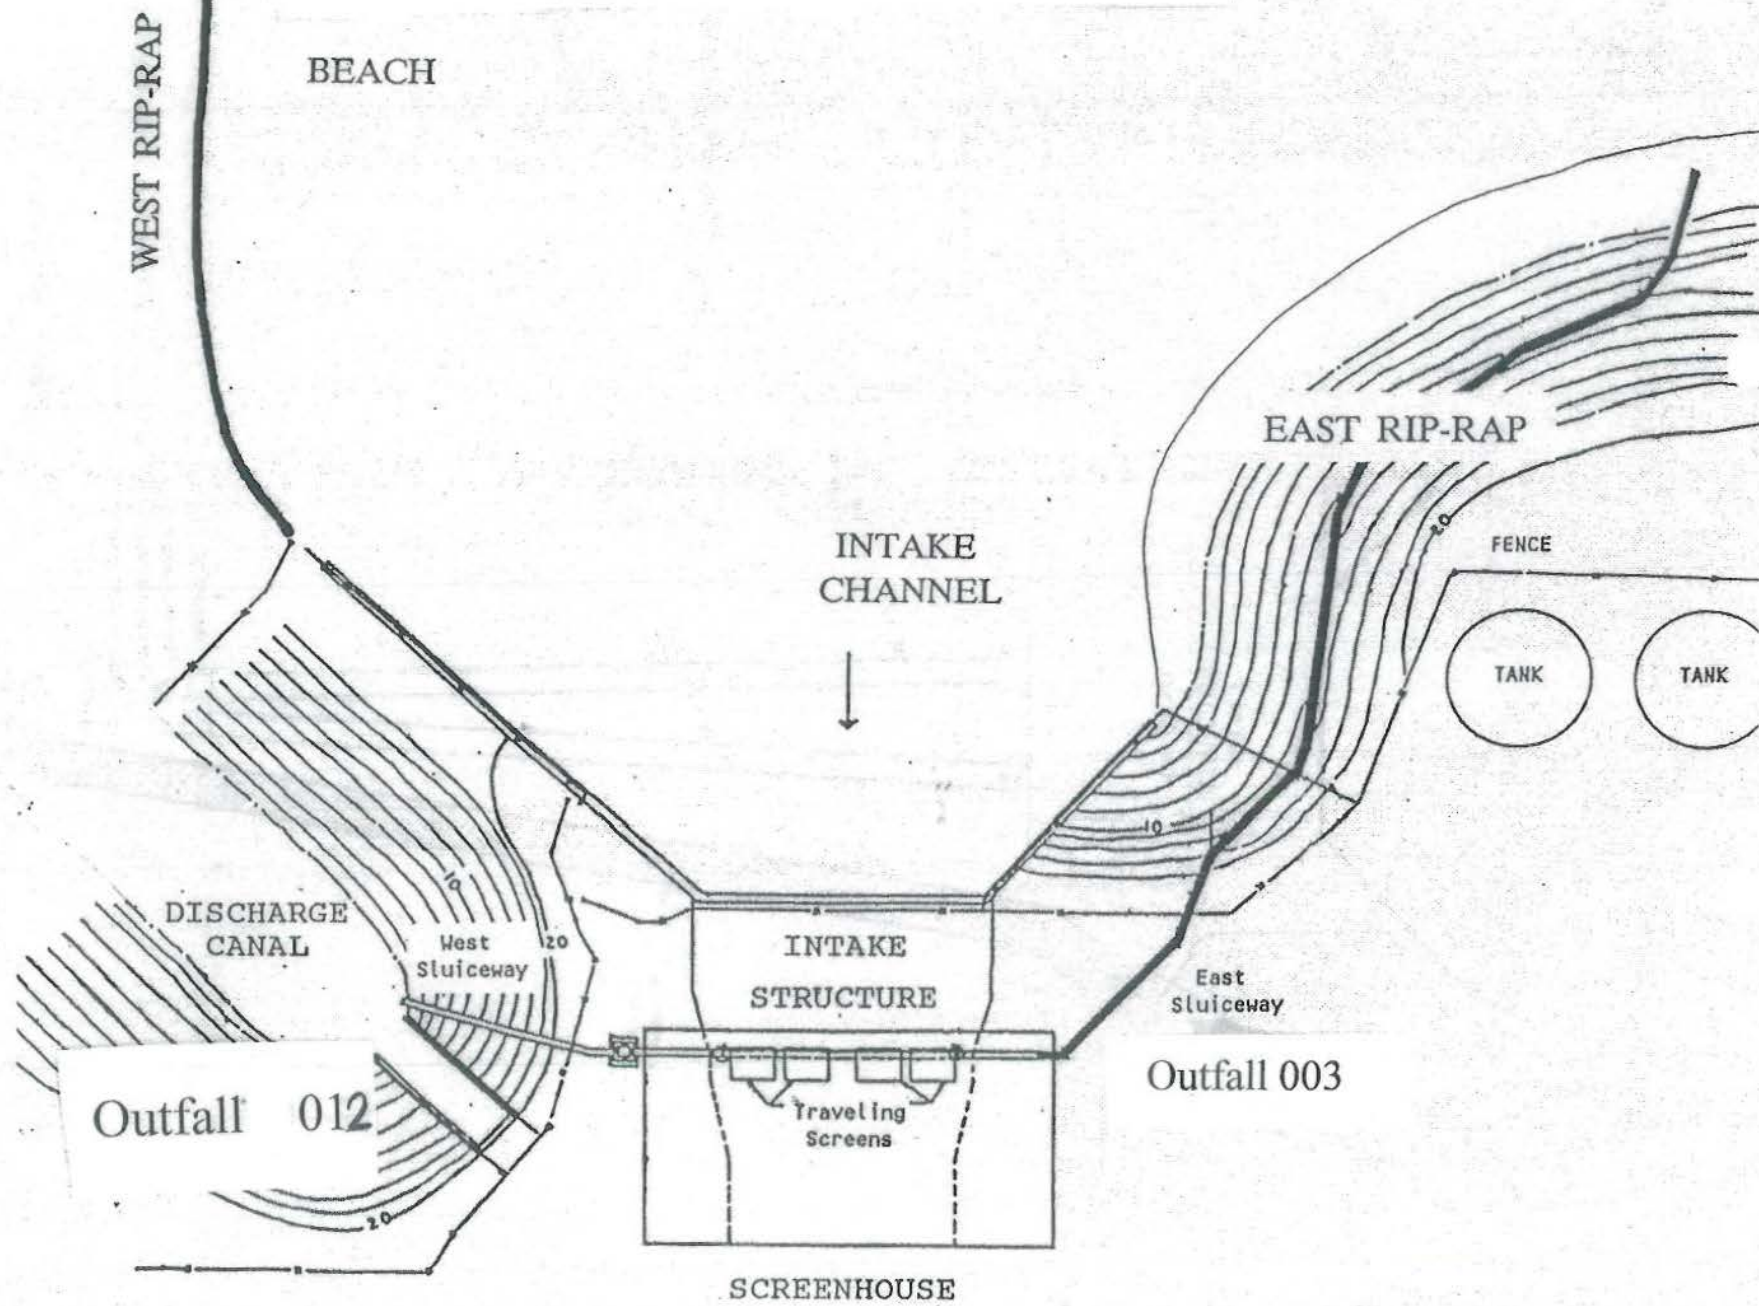 WEST RIP-RAP
BEACH
EAST RIP-RAP
20
FENCE
INTAKE
CHANNEL
TANK
TANK
10
10
DISCHARGE
CANAL
West
Sluiceway
20
INTAKE
STRUCTURE
East
Sluiceway
Outfall 003
Outfall 012
Traveling
Screens
20
SCREENHOUSE